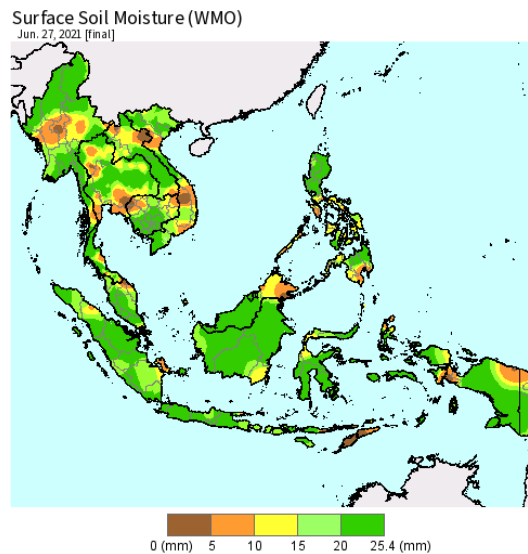 Surface Soil Moisture (WMO)
Jun. 27, 2021 [final]
0 (mm) 5 10 15 20 25.4 (mm)